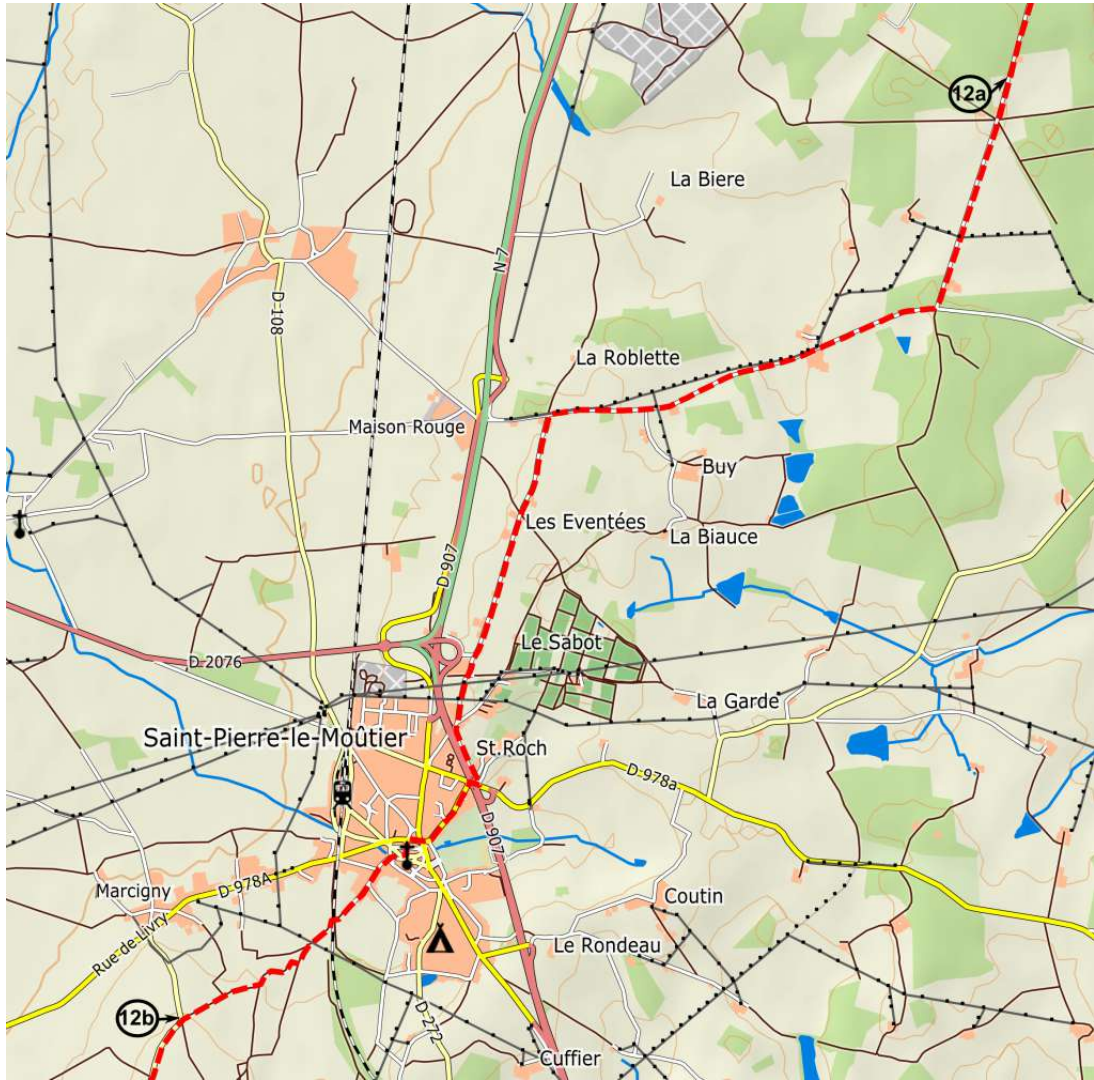 12a
La Biere
N 7
D 108
La Roblette
Maison Rouge
Buy
Les Eventées
La Biauce
D 907
Le Sabot
D 2076
La Garde
Saint-Pierre-le-Moûtier
St.Roch
D 978a
D 907
D 978A
Marcigny
Coutin
Rue de Livry
Le Rondeau
12b
D 272
Cuffier